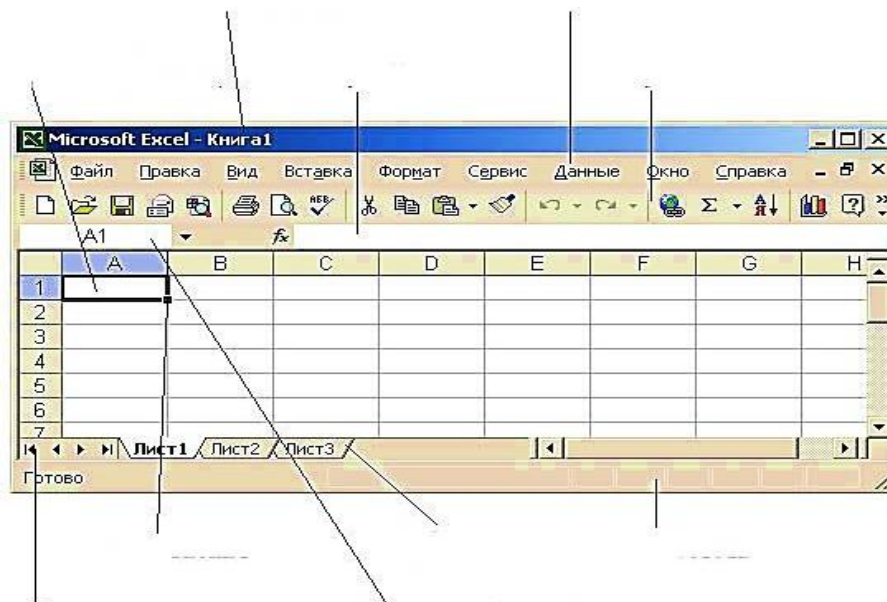 Microsoft Excel - Книга1
Файл Правка Вид Вставка Формат Сервис Данные Окно Справка
ABC Σ А Я ?
A1 fx
A B C D E F G H
1
2
3
4
5
6
7
Лист1 Лист2 Лист3
Готово